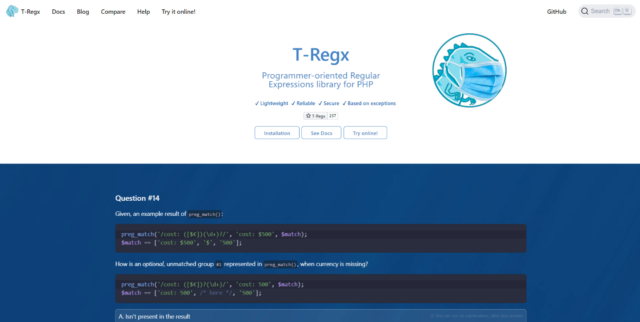 T-Regx Docs Blog Compare Help Try it online! GitHub Search
T-Regx
Programmer-oriented Regular
Expressions library for PHP
✓ Lightweight ✓ Reliable ✓ Secure ✓ Based on exceptions
T-Regx
Installation See Docs Try online!
Question #14
Given, an example result of preg_match():
preg_match('/cost: ([$€])(\d+)?/', 'cost: $500', $match);
$match == ['cost: $500', '$', '500'];
How is an optional, unmatched group #1 represented in preg_match(), when currency is missing?
preg_match('/cost: ([$€])?(\d+)/', 'cost: 500', $match);
$match == ['cost: 500', /* here */, '500'];
A. Isn't present in the result